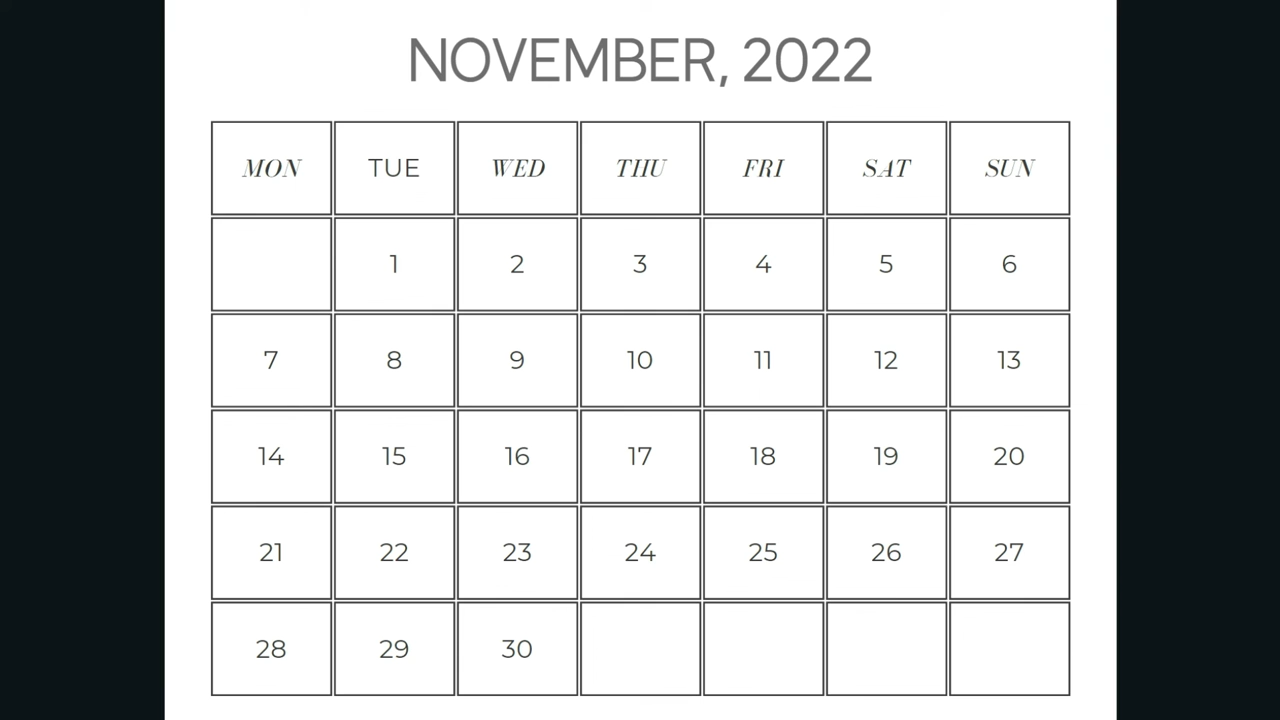 NOVEMBER, 2022
MON TUE WED THU FRI SAT SUN
1 2 3 4 5 6
7 8 9 10 11 12 13
14 15 16 17 18 19 20
21 22 23 24 25 26 27
28 29 30